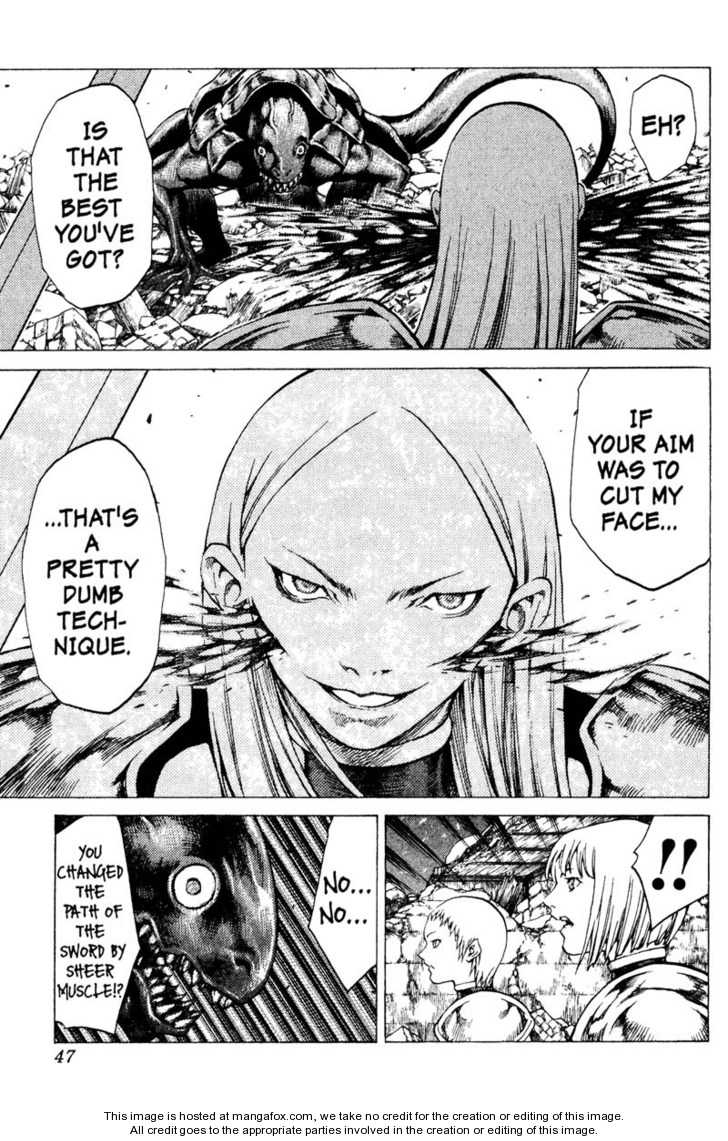 EH?
IS
THAT
THE
BEST
YOU'VE
GOT?
IF
YOUR AIM
WAS TO
CUT MY
FACE...
...THAT'S
A
PRETTY
DUMB
TECH-
NIQUE.
!!
NO...
NO...
YOU
CHANGED
THE
PATH OF
THE
SWORD BY
SHEER
MUSCLE!?
47
This image is hosted at mangafox.com, we take no credit for the creation or editing of this image.
All credit goes to the appropriate parties involved in the creation or editing of this image.